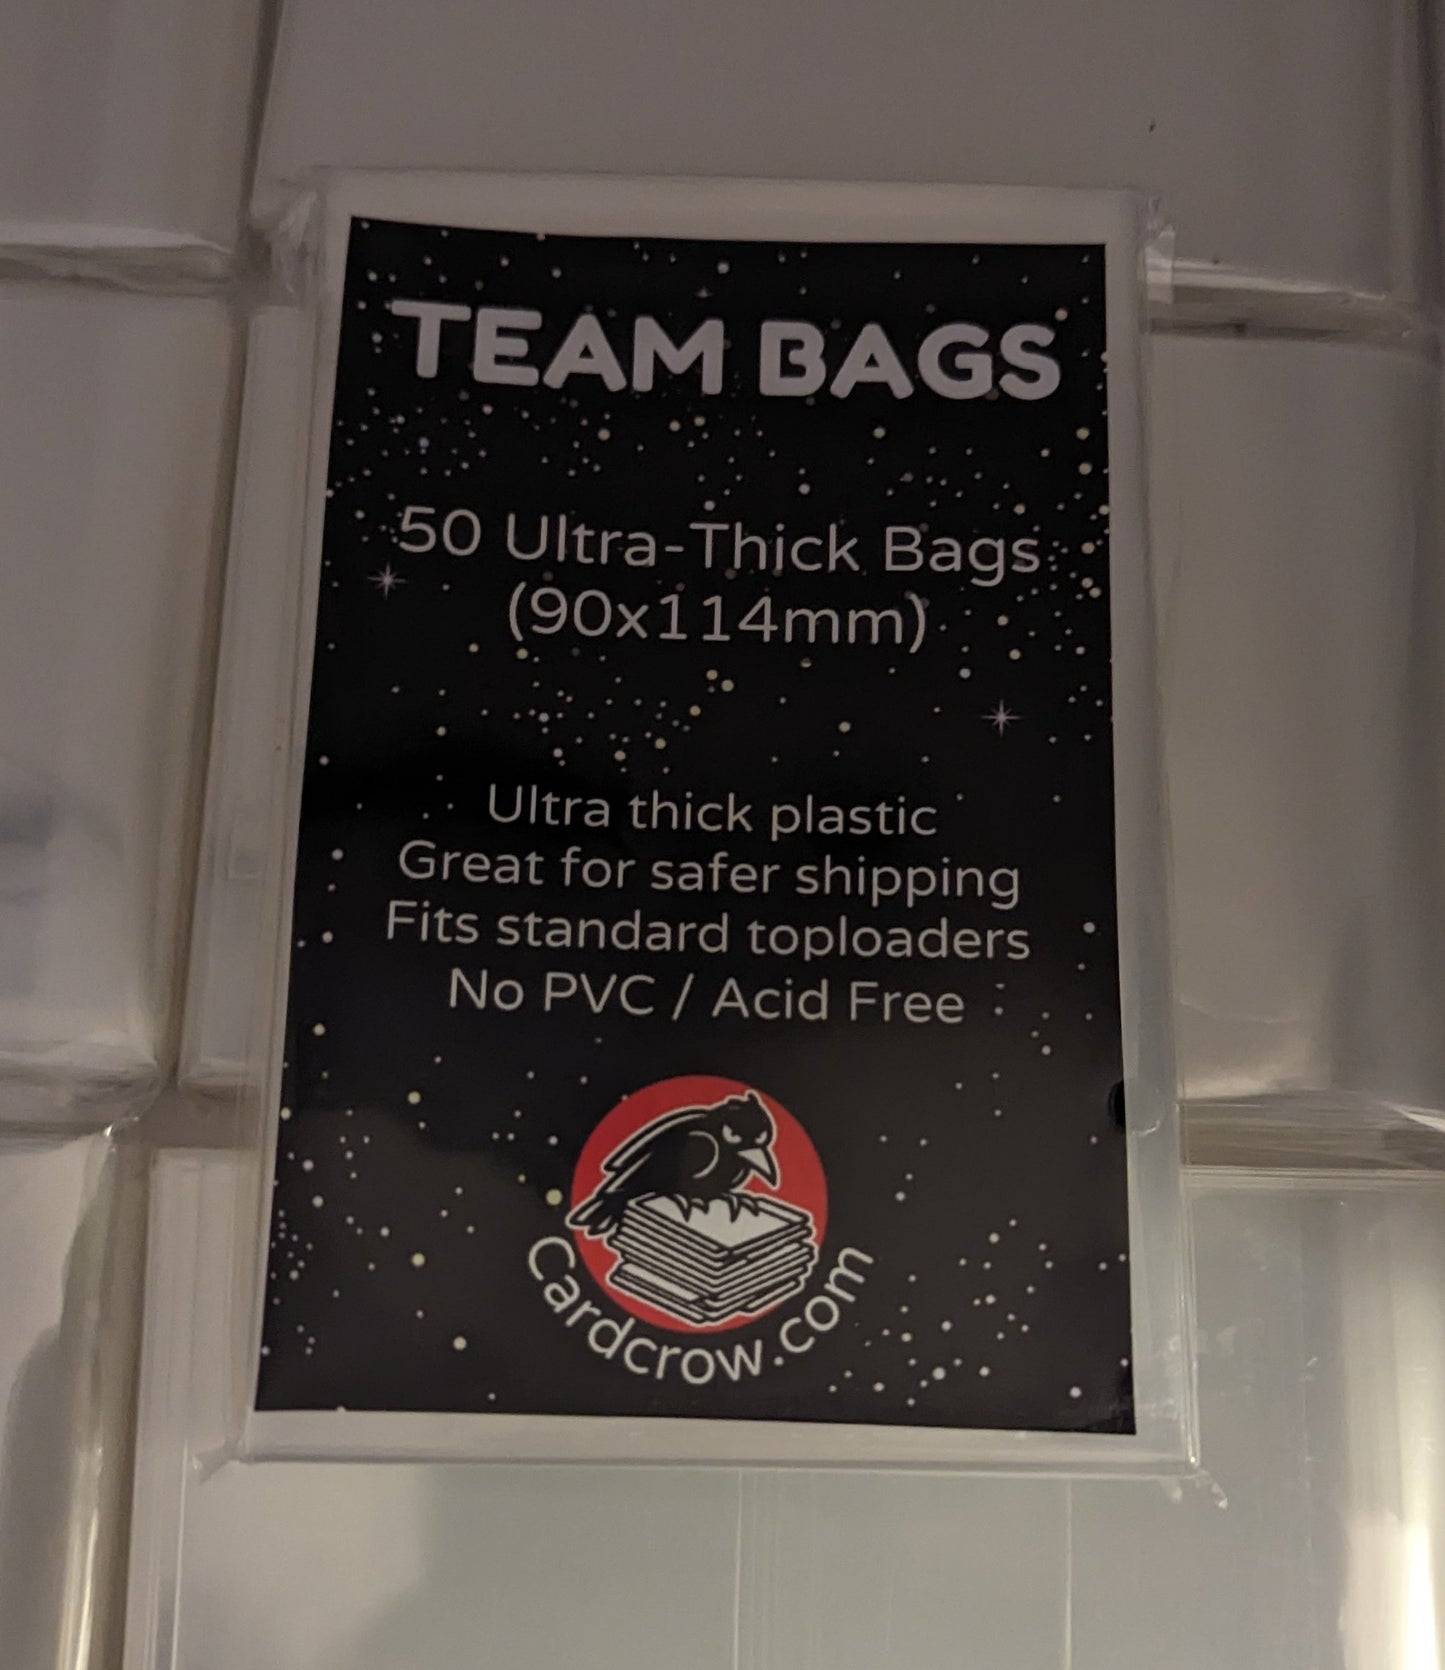 TEAM BAGS
50 Ultra-Thick Bags
(90x114mm)
Ultra thick plastic
Great for safer shipping
Fits standard toploaders
No PVC / Acid Free
Cardcrow.com